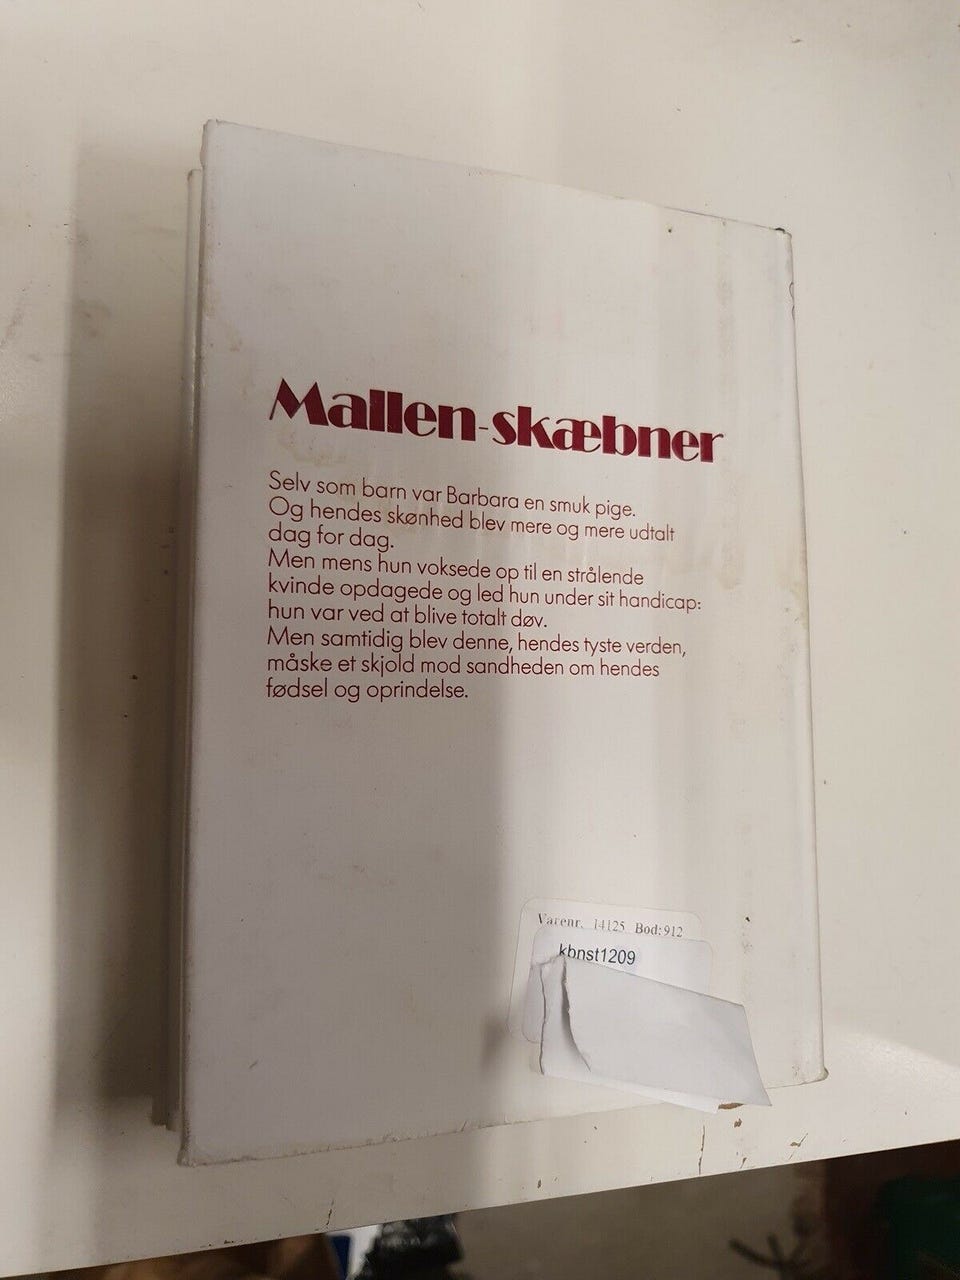 Mallen-skæbner
Selv som barn var Barbara en smuk pige.
Og hendes skønhed blev mere og mere udtalt
dag for dag.
Men mens hun voksede op til en strålende
kvinde opdagede og led hun under sit handicap:
hun var ved at blive totalt døv.
Men samtidig blev denne, hendes tyste verden,
måske et skjold mod sandheden om hendes
fødsel og oprindelse.
Varenr. 14125 Bod:912
kbnst1209